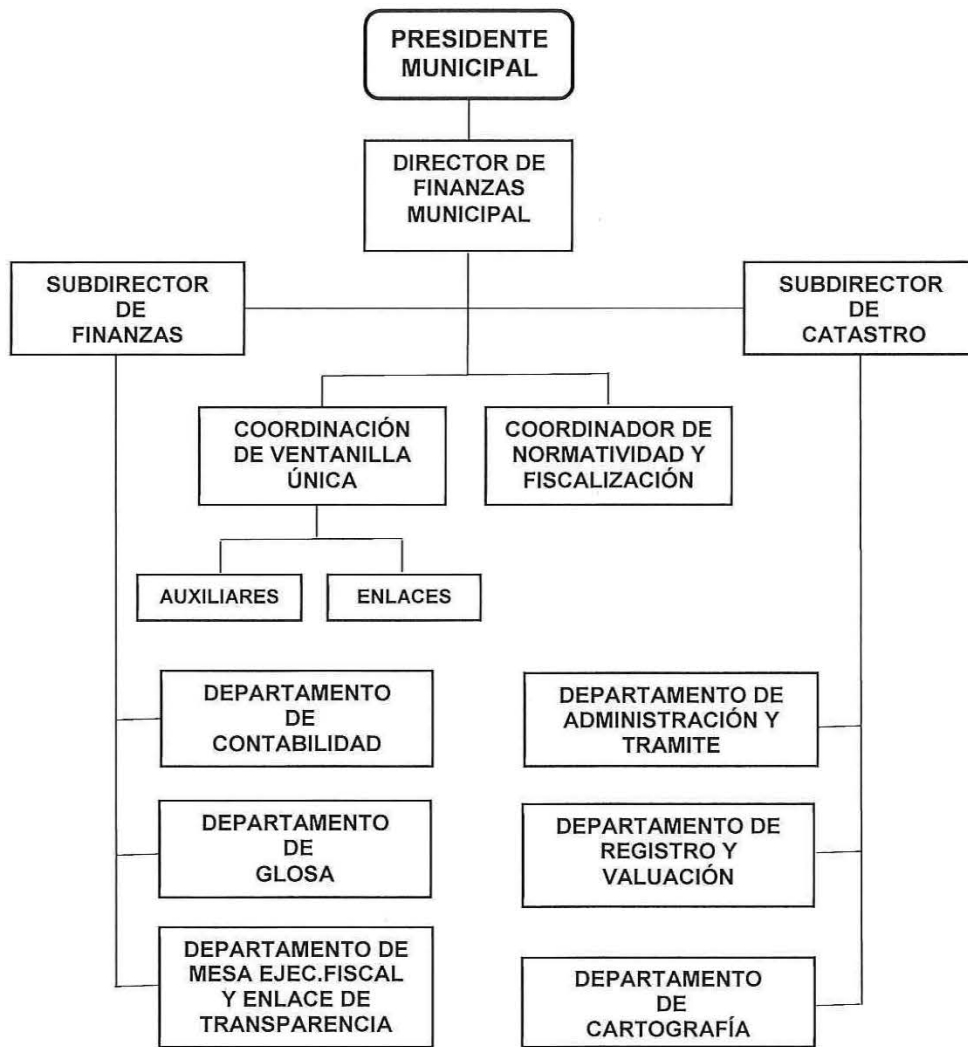 PRESIDENTE
MUNICIPAL
DIRECTOR DE
FINANZAS
MUNICIPAL
SUBDIRECTOR
DE
FINANZAS
SUBDIRECTOR
DE
CATASTRO
COORDINACIÓN
DE VENTANILLA
ÚNICA
COORDINADOR DE
NORMATIVIDAD Y
FISCALIZACIÓN
AUXILIARES
ENLACES
DEPARTAMENTO
DE
CONTABILIDAD
DEPARTAMENTO DE
ADMINISTRACIÓN Y
TRAMITE
DEPARTAMENTO
DE
GLOSA
DEPARTAMENTO DE
REGISTRO Y
VALUACIÓN
DEPARTAMENTO DE
MESA EJEC.FISCAL
Y ENLACE DE
TRANSPARENCIA
DEPARTAMENTO
DE
CARTOGRAFÍA